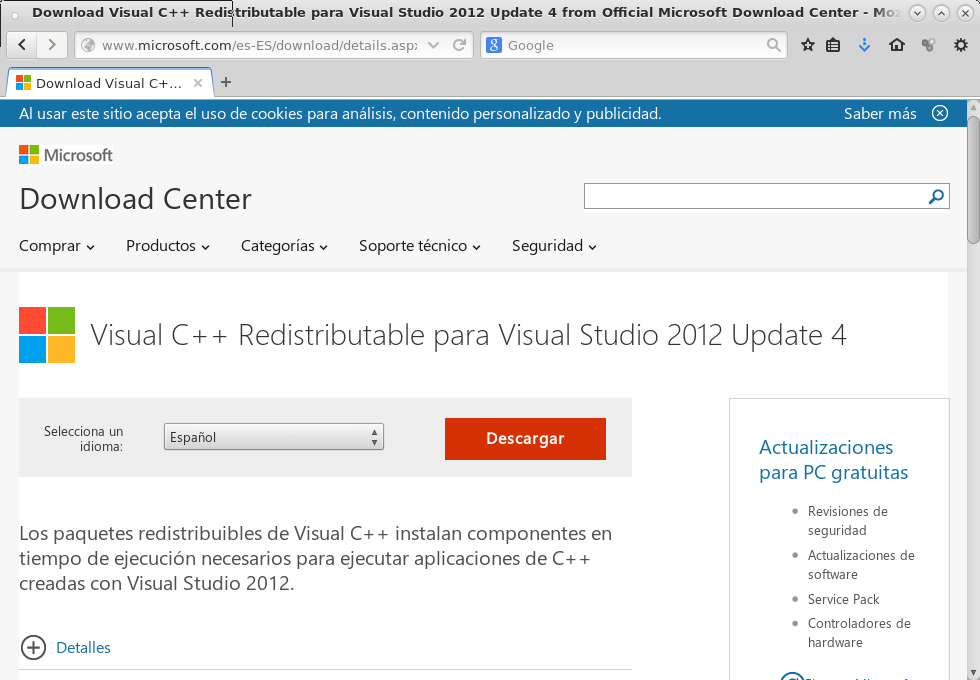 Download Visual C++ Redistributable para Visual Studio 2012 Update 4 from Official Microsoft Download Center - Moz
www.microsoft.com/es-ES/download/details.aspx
Google
Download Visual C+...
Al usar este sitio acepta el uso de cookies para análisis, contenido personalizado y publicidad. Saber más
Microsoft
Download Center
Comprar Productos Categorías Soporte técnico Seguridad
Visual C++ Redistributable para Visual Studio 2012 Update 4
Selecciona un
idioma:
Español
Descargar
Los paquetes redistribuibles de Visual C++ instalan componentes en
tiempo de ejecución necesarios para ejecutar aplicaciones de C++
creadas con Visual Studio 2012.
Detalles
Actualizaciones
para PC gratuitas
Revisiones de
seguridad
Actualizaciones de
software
Service Pack
Controladores de
hardware